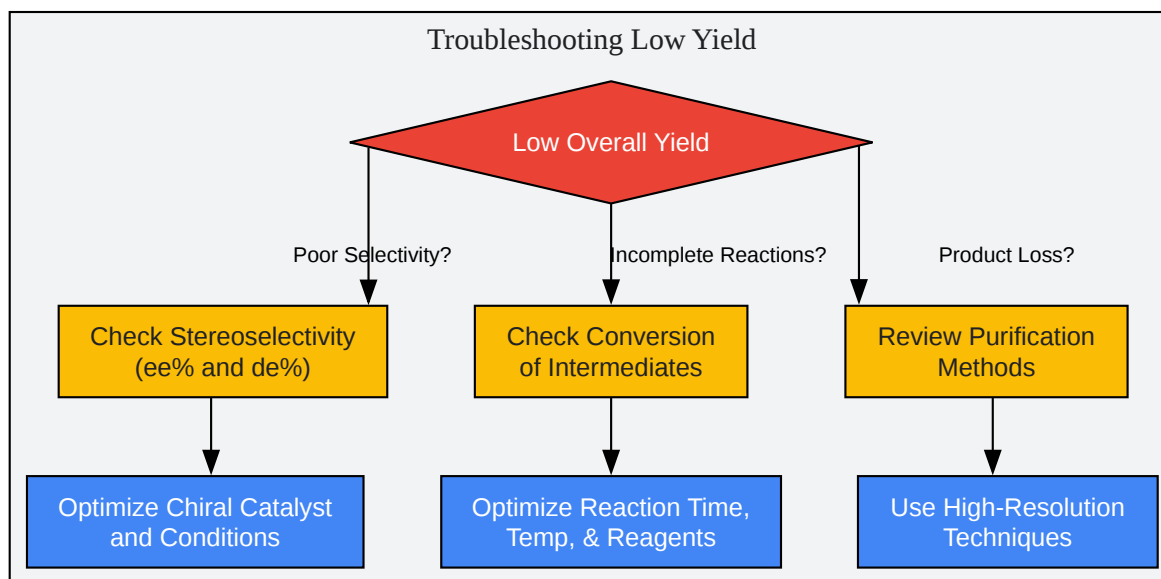 Troubleshooting Low Yield
Low Overall Yield
Poor Selectivity?
Incomplete Reactions?
Product Loss?
Check Stereoselectivity
(ee% and de%)
Check Conversion
of Intermediates
Review Purification
Methods
Optimize Chiral Catalyst
and Conditions
Optimize Reaction Time,
Temp, & Reagents
Use High-Resolution
Techniques